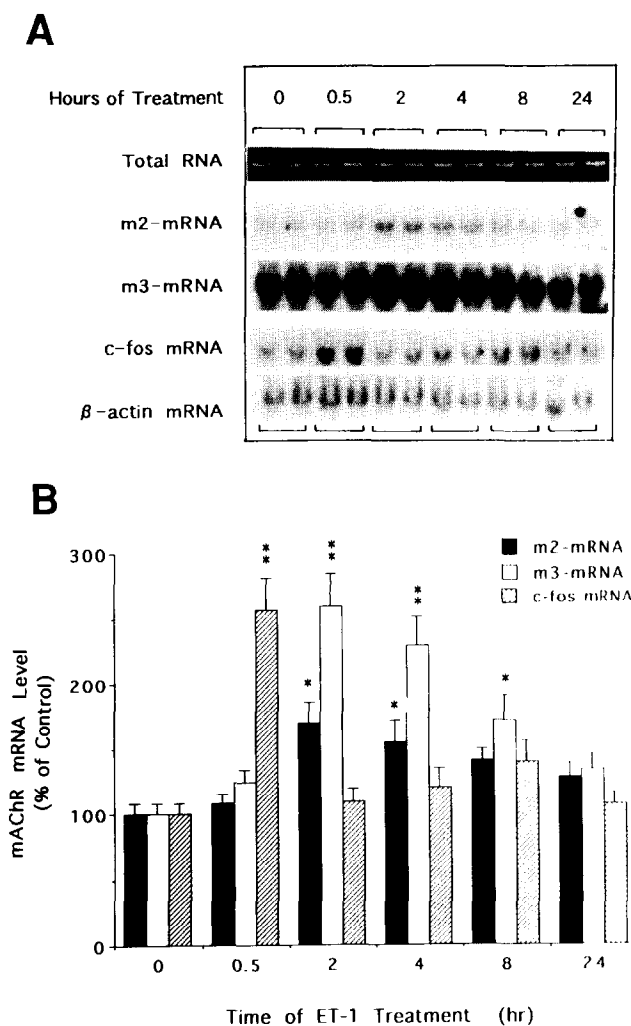 A
Hours of Treatment 0 0.5 2 4 8 24
Total RNA
m2-mRNA
m3-mRNA
c-fos mRNA
β-actin mRNA
B
mAChR mRNA Level
(% of Control)
300
200
100
0
** ** * * ** *
m2-mRNA
m3-mRNA
c-fos mRNA
0 0.5 2 4 8 24
Time of ET-1 Treatment (hr)